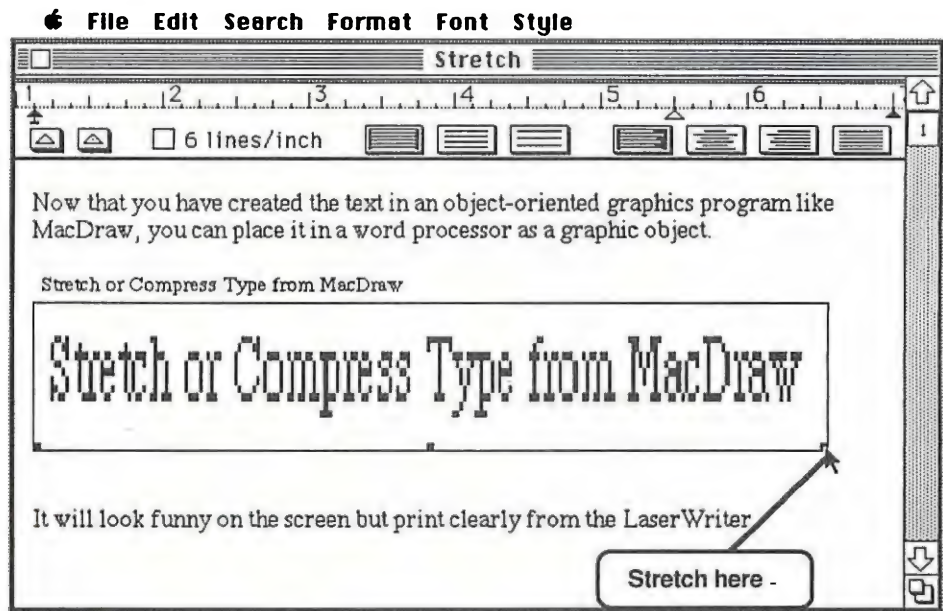 File Edit Search Format Font Style
Stretch
1 2 3 4 5 6
6 lines/inch
1
Now that you have created the text in an object-oriented graphics program like
MacDraw, you can place it in a word processor as a graphic object.
Stretch or Compress Type from MacDraw
Stretch or Compress Type from MacDraw
It will look funny on the screen but print clearly from the LaserWriter
Stretch here -